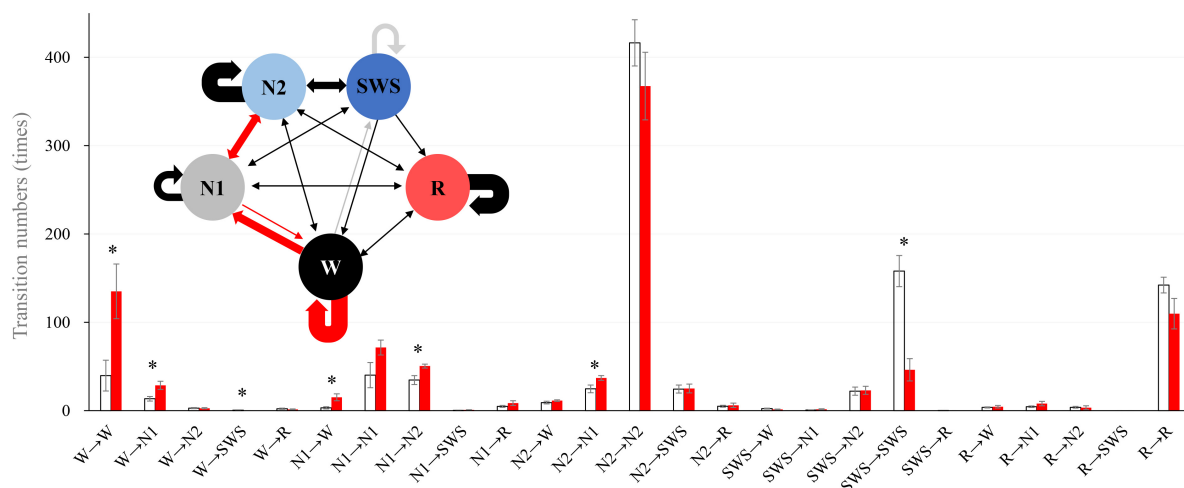 Transition numbers (times)
400
300
200
100
0
N2
SWS
N1
R
W
*
*
*
*
*
*
*
W→W
W→N1
W→N2
W→SWS
W→R
N1→W
N1→N1
N1→N2
N1→SWS
N1→R
N2→W
N2→N1
N2→N2
N2→SWS
N2→R
SWS→W
SWS→N1
SWS→N2
SWS→SWS
SWS→R
R→W
R→N1
R→N2
R→SWS
R→R